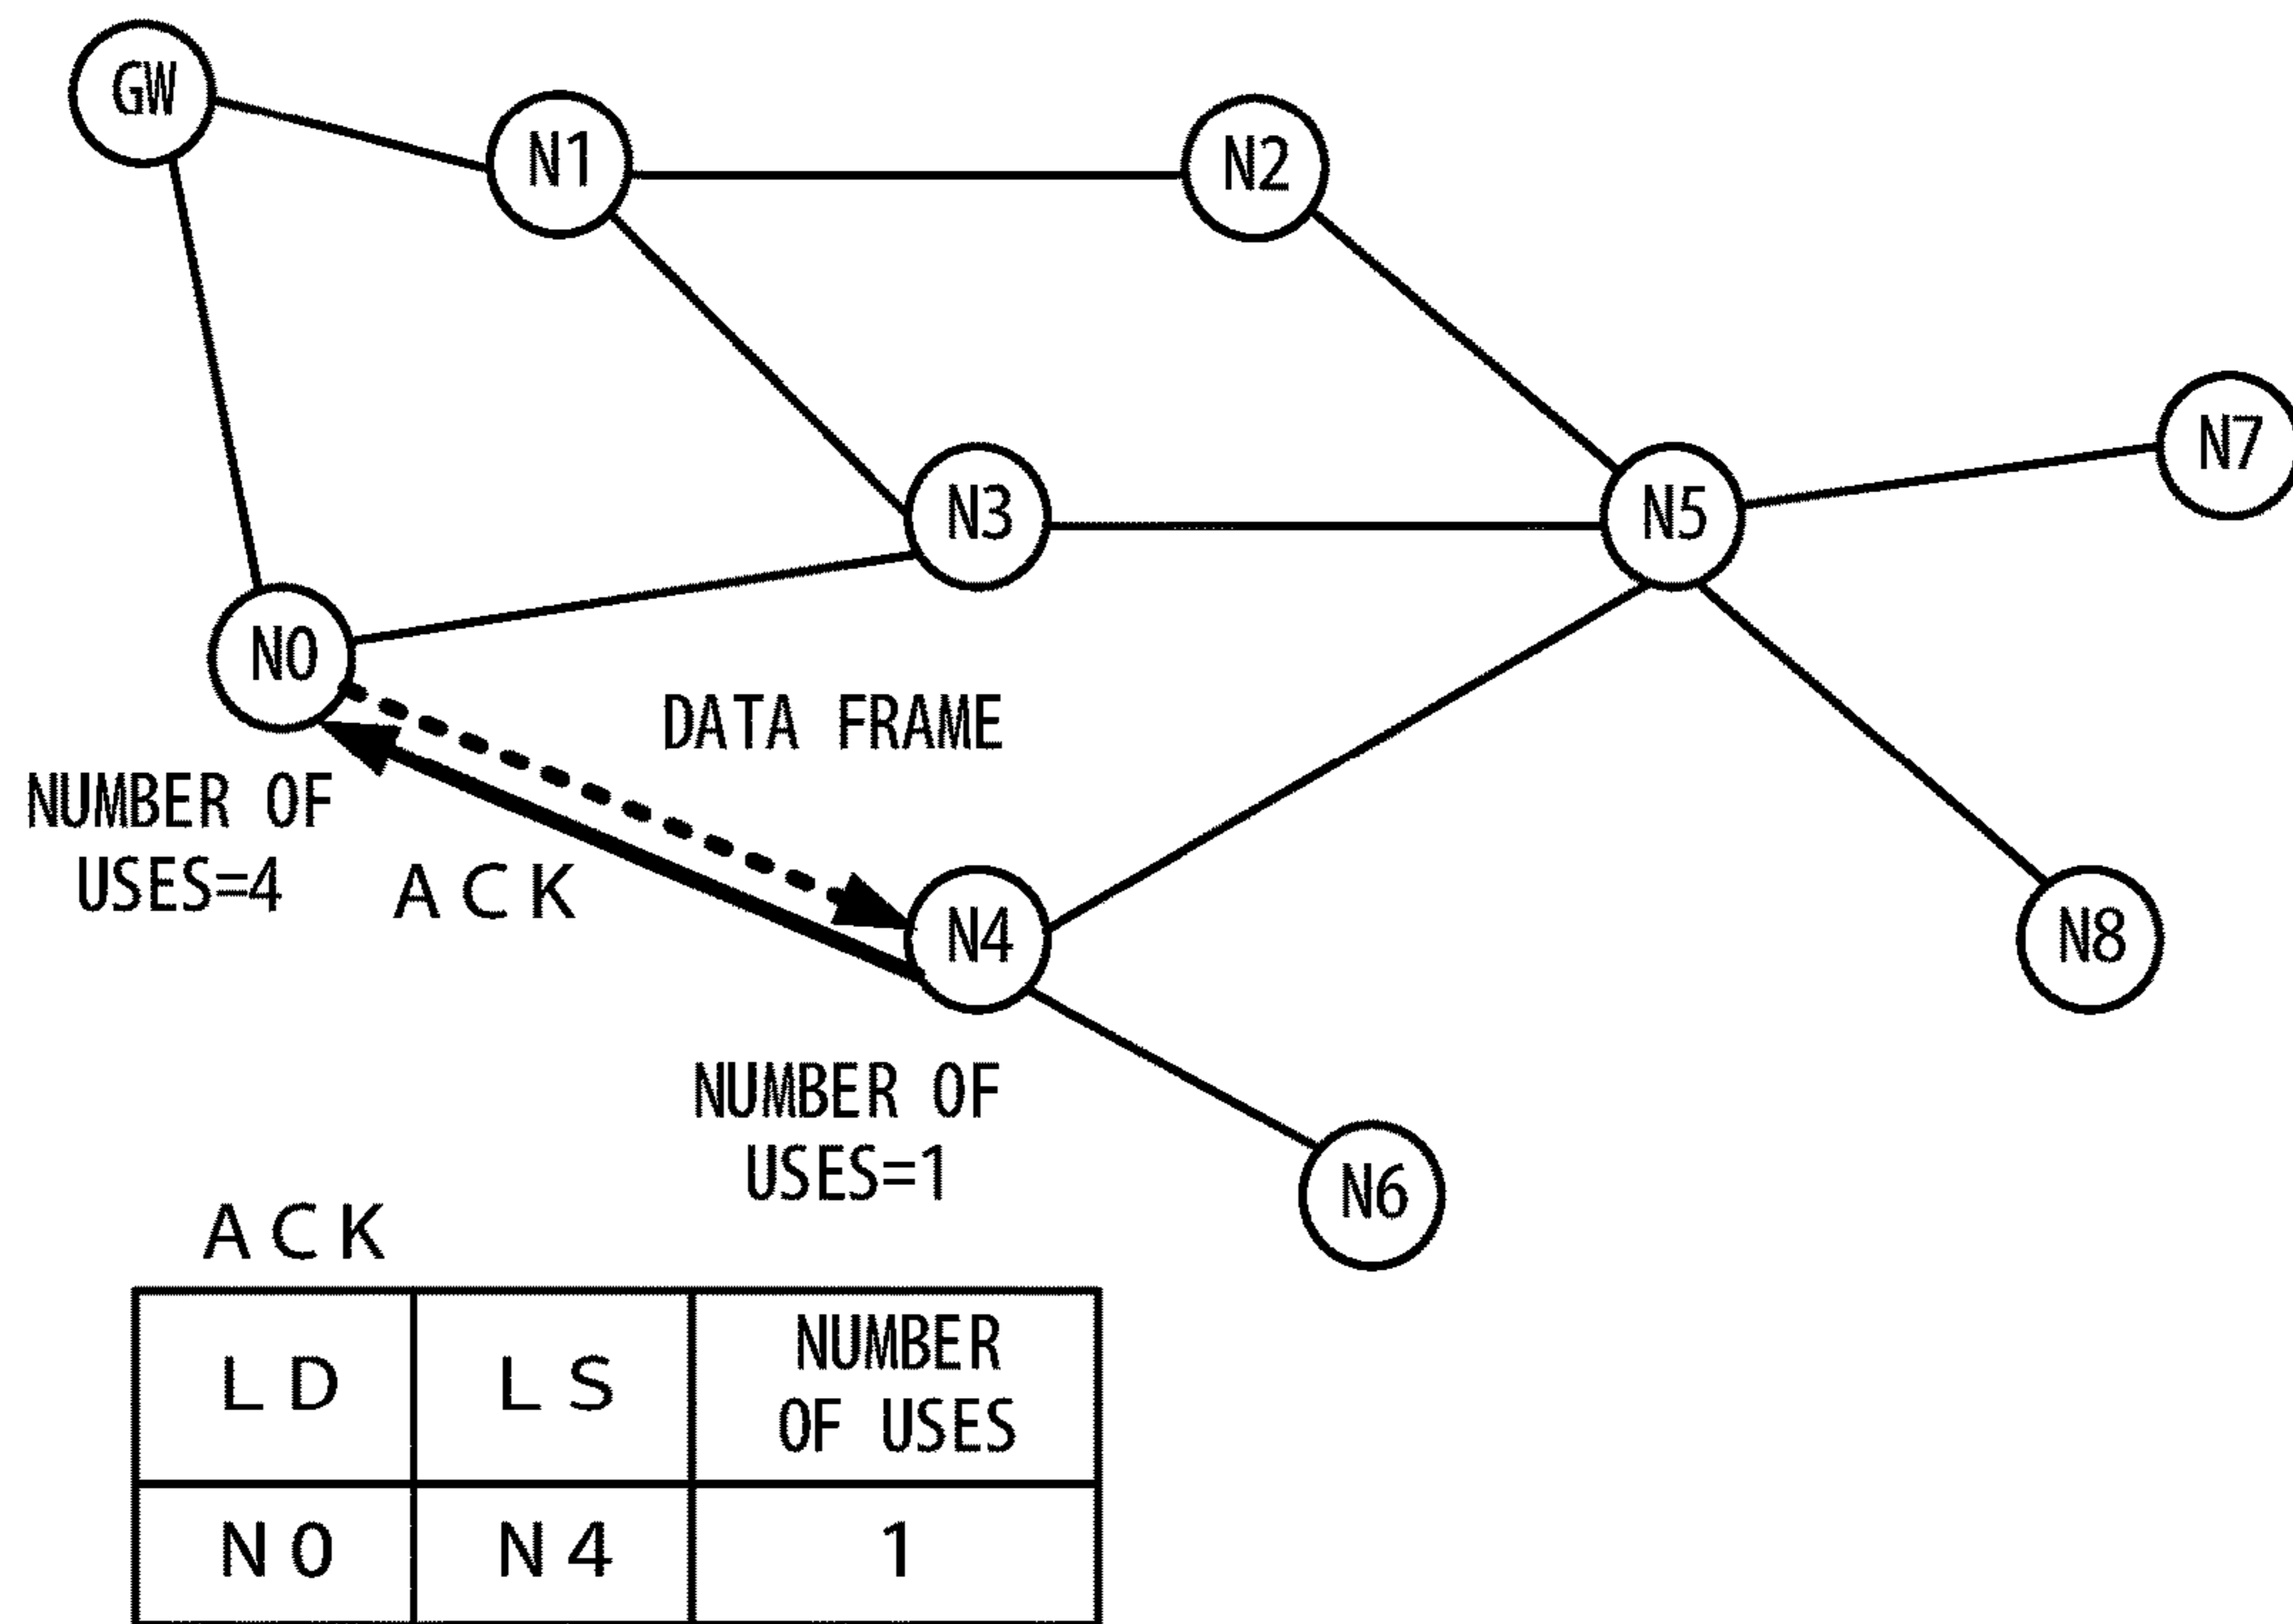 GW
N1
N2
N7
N3
N5
N0
DATA FRAME
NUMBER OF
USES=4
ACK
N4
N8
NUMBER OF
USES=1
N6
ACK
LD
LS
NUMBER
OF USES
N0
N4
1